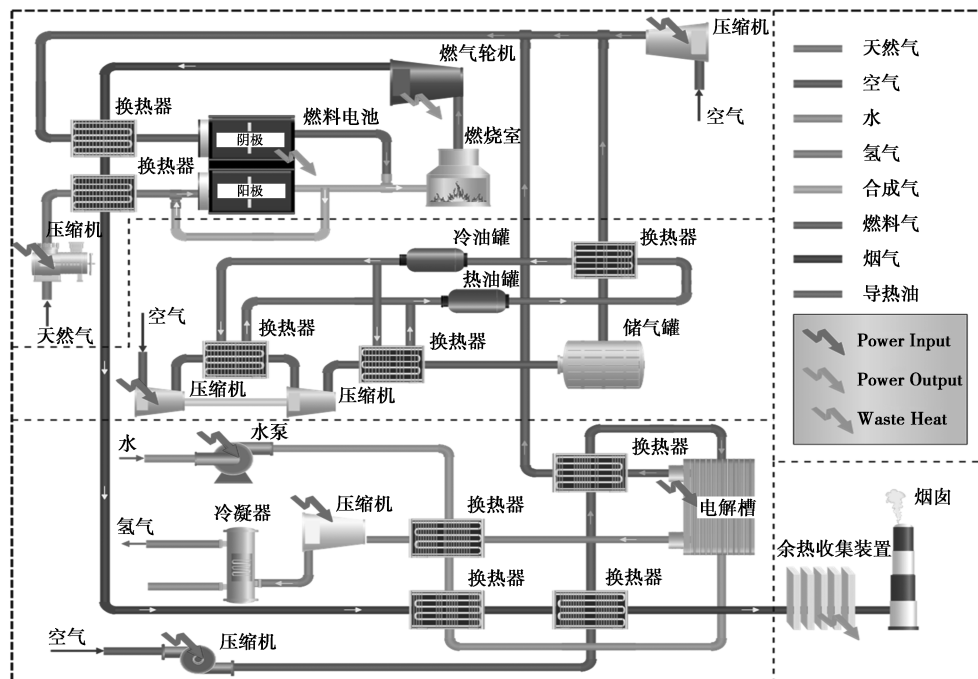 压缩机
燃气轮机
空气
换热器
燃料电池
燃烧室
阴极
换热器
阳极
压缩机
天然气
冷油罐
换热器
热油罐
空气
换热器
换热器
储气罐
压缩机
压缩机
水
水泵
换热器
电解槽
氢气
冷凝器
压缩机
换热器
换热器
换热器
空气
压缩机
余热收集装置
烟囱
天然气
空气
水
氢气
合成气
燃料气
烟气
导热油
Power Input
Power Output
Waste Heat